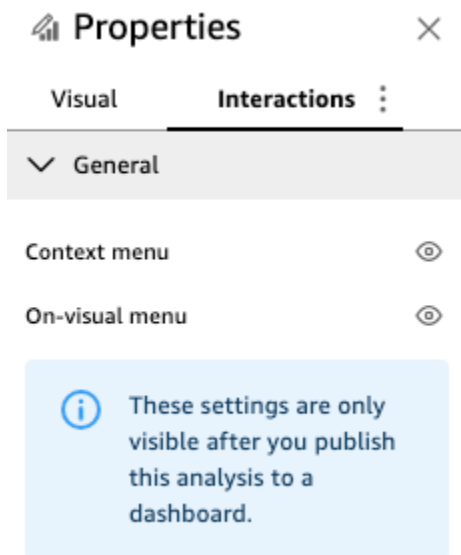 Properties
Visual Interactions
General
Context menu
On-visual menu
These settings are only
visible after you publish
this analysis to a
dashboard.